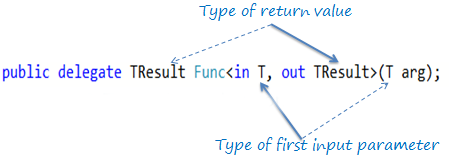 Type of return value
public delegate TResult Func<in T, out TResult>(T arg);
Type of first input parameter